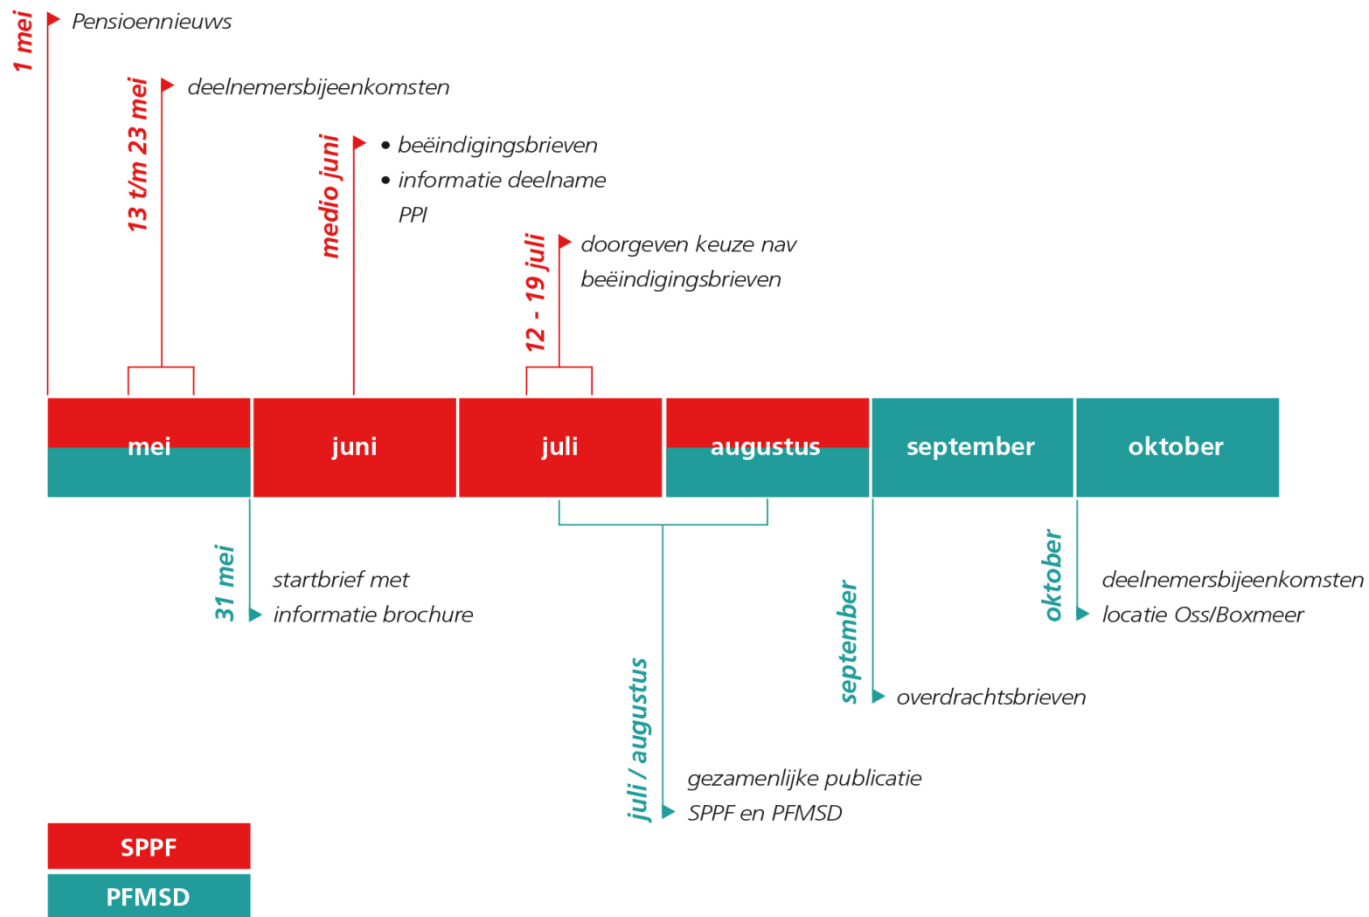 1 mei
Pensioennieuws
13 t/m 23 mei
deelnemersbijeenkomsten
medio juni
• beëindigingsbrieven
• informatie deelname
PPI
12 - 19 juli
doorgeven keuze nav
beëindigingsbrieven
mei
juni
juli
augustus
september
oktober
31 mei
startbrief met
informatie brochure
juli / augustus
gezamenlijke publicatie
SPPF en PFMSD
september
overdrachtsbrieven
oktober
deelnemersbijeenkomsten
locatie Oss/Boxmeer
SPPF
PFMSD